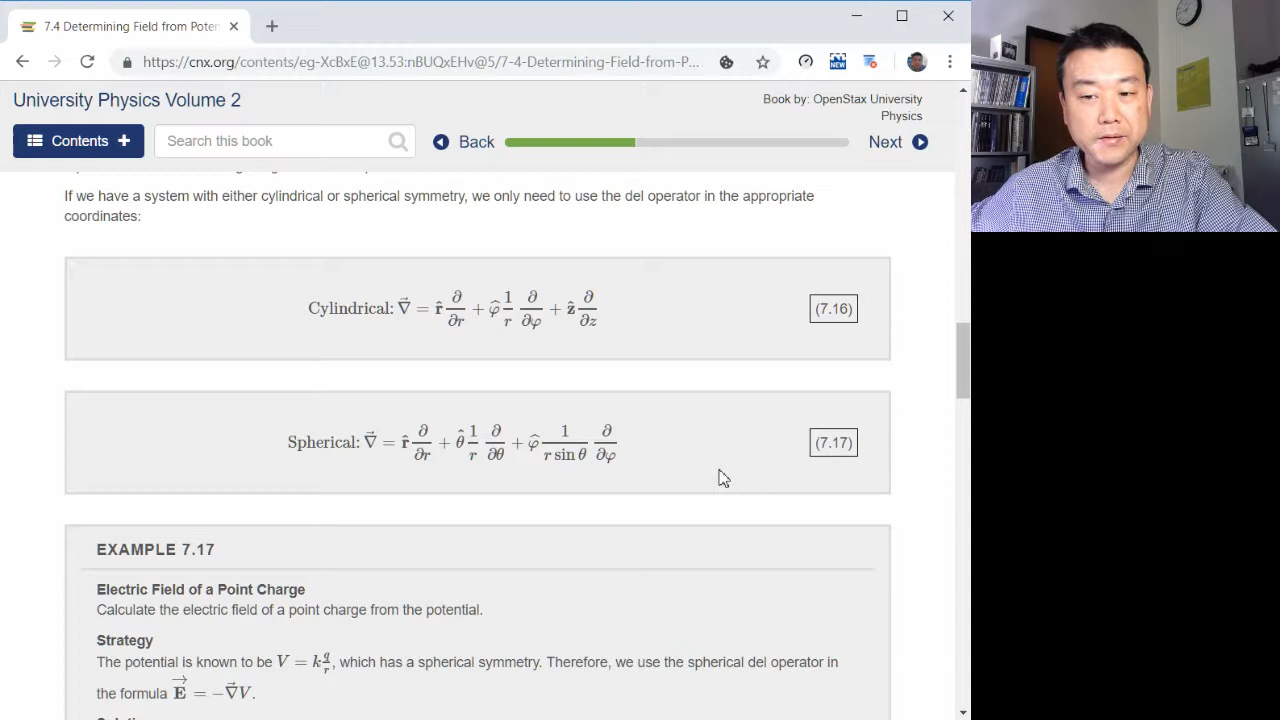 7.4 Determining Field from Poten
https://cnx.org/contents/eg-XcBxE@13.53:nBUQxEHv@5/7-4-Determining-Field-from-P...
NEW
University Physics Volume 2
Book by: OpenStax University
Physics
Contents +
Search this book
Back
Next
If we have a system with either cylindrical or spherical symmetry, we only need to use the del operator in the appropriate
coordinates:
Cylindrical: ∇⃗ = r̂ ∂/∂r + φ̂ 1/r ∂/∂φ + ẑ ∂/∂z (7.16)
Spherical: ∇⃗ = r̂ ∂/∂r + θ̂ 1/r ∂/∂θ + φ̂ 1/(r sin θ) ∂/∂φ (7.17)
EXAMPLE 7.17
Electric Field of a Point Charge
Calculate the electric field of a point charge from the potential.
Strategy
The potential is known to be V = k q/r, which has a spherical symmetry. Therefore, we use the spherical del operator in
the formula E⃗ = −∇⃗V.